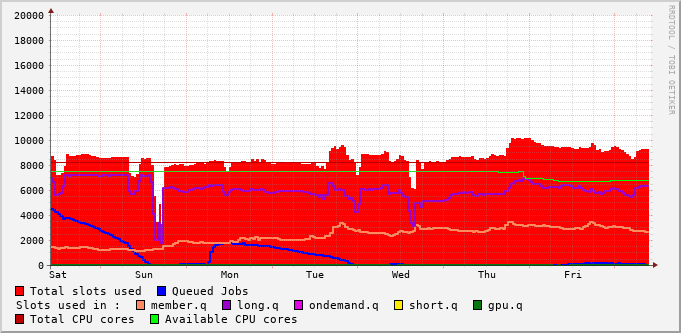 20000
18000
16000
14000
12000
10000
8000
6000
4000
2000
0
Sat Sun Mon Tue Wed Thu Fri
RRDTOOL / TOBI OETIKER
Total slots used Queued Jobs
Slots used in : member.q long.q ondemand.q short.q gpu.q
Total CPU cores Available CPU cores